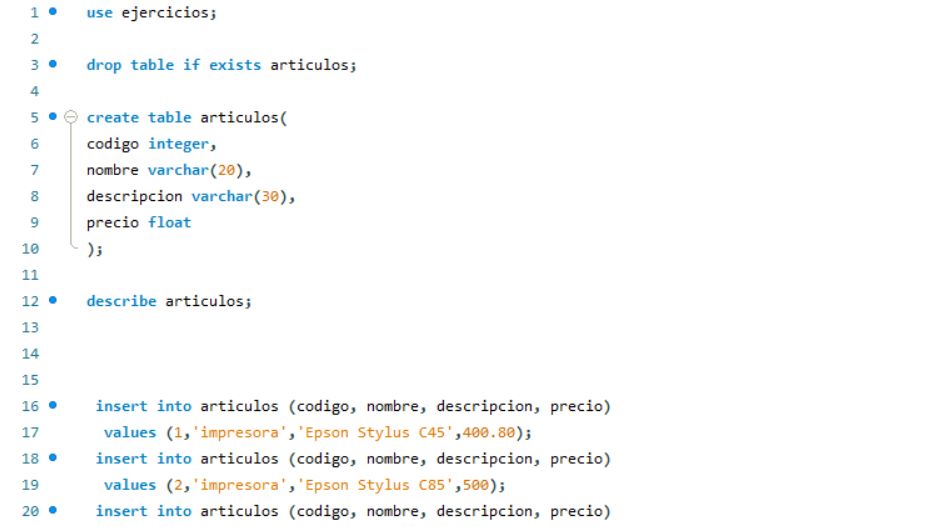 1 use ejercicios;
2
3 drop table if exists articulos;
4
5 create table articulos(
6 codigo integer,
7 nombre varchar(20),
8 descripcion varchar(30),
9 precio float
10 );
11
12 describe articulos;
13
14
15
16 insert into articulos (codigo, nombre, descripcion, precio)
17 values (1,'impresora','Epson Stylus C45',400.80);
18 insert into articulos (codigo, nombre, descripcion, precio)
19 values (2,'impresora','Epson Stylus C85',500);
20 insert into articulos (codigo, nombre, descripcion, precio)